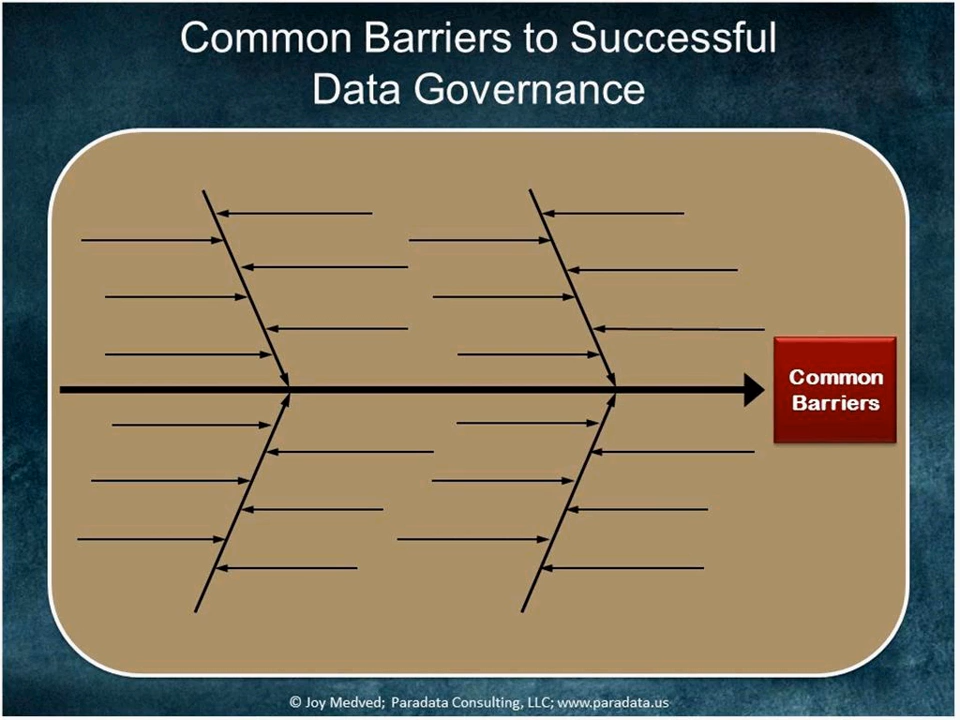 Common Barriers to Successful
Data Governance
Common
Barriers
© Joy Medved; Paradata Consulting, LLC; www.paradata.us